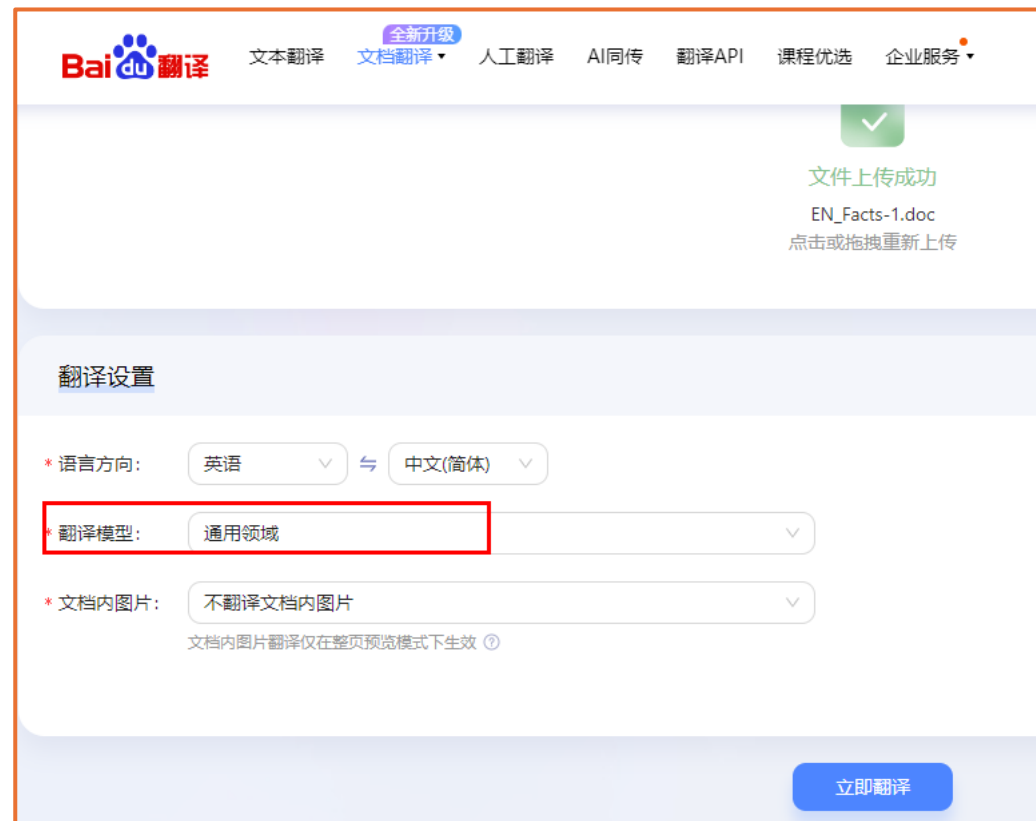 全新升级
Bai du 翻译 文本翻译 文档翻译 人工翻译 AI同传 翻译API 课程优选 企业服务
文件上传成功
EN_Facts-1.doc
点击或拖拽重新上传
翻译设置
* 语言方向: 英语 中文(简体)
* 翻译模型: 通用领域
* 文档内图片: 不翻译文档内图片
文档内图片翻译仅在整页预览模式下生效 ?
立即翻译